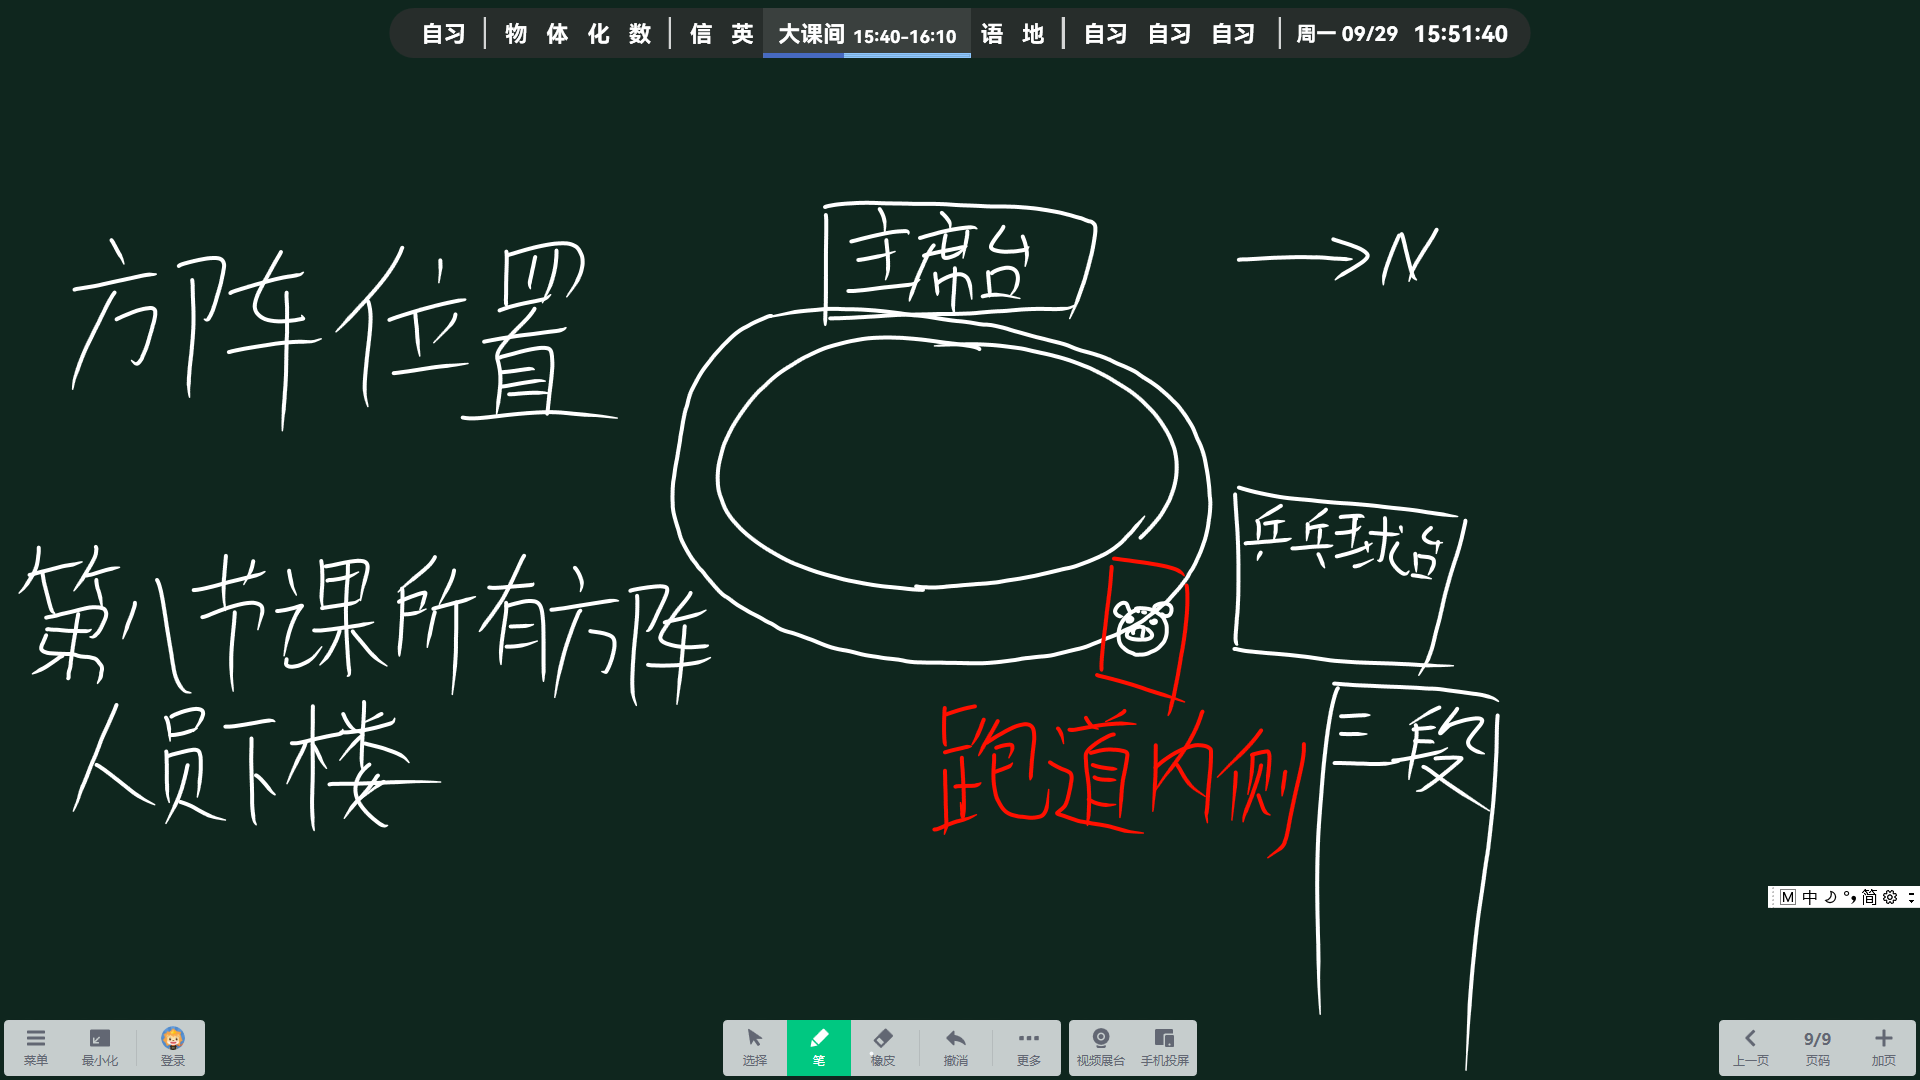 自习 物 体 化 数 信 英 大课间 15:40-16:10 语 地 自习 自习 自习 周一 09/29 15:51:40
主席台
N
方阵位置
乒乓球台
第八节课所有方阵
人员下楼
三段
跑道内侧
M 中 简
菜单 最小化 登录 选择 笔 橡皮 撤消 更多 视频展台 手机投屏 上一页 9/9 页码 加页